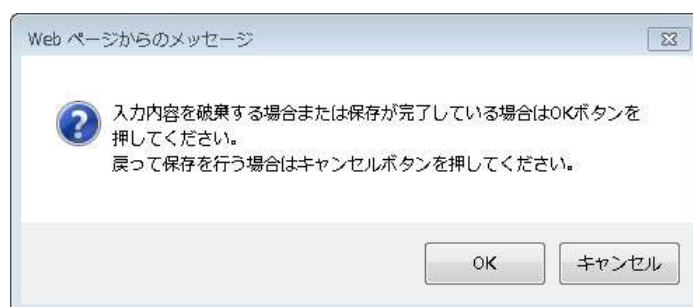 Web ページからのメッセージ
入力内容を破棄する場合または保存が完了している場合はOKボタンを
押してください。
戻って保存を行う場合はキャンセルボタンを押してください。
OK
キャンセル